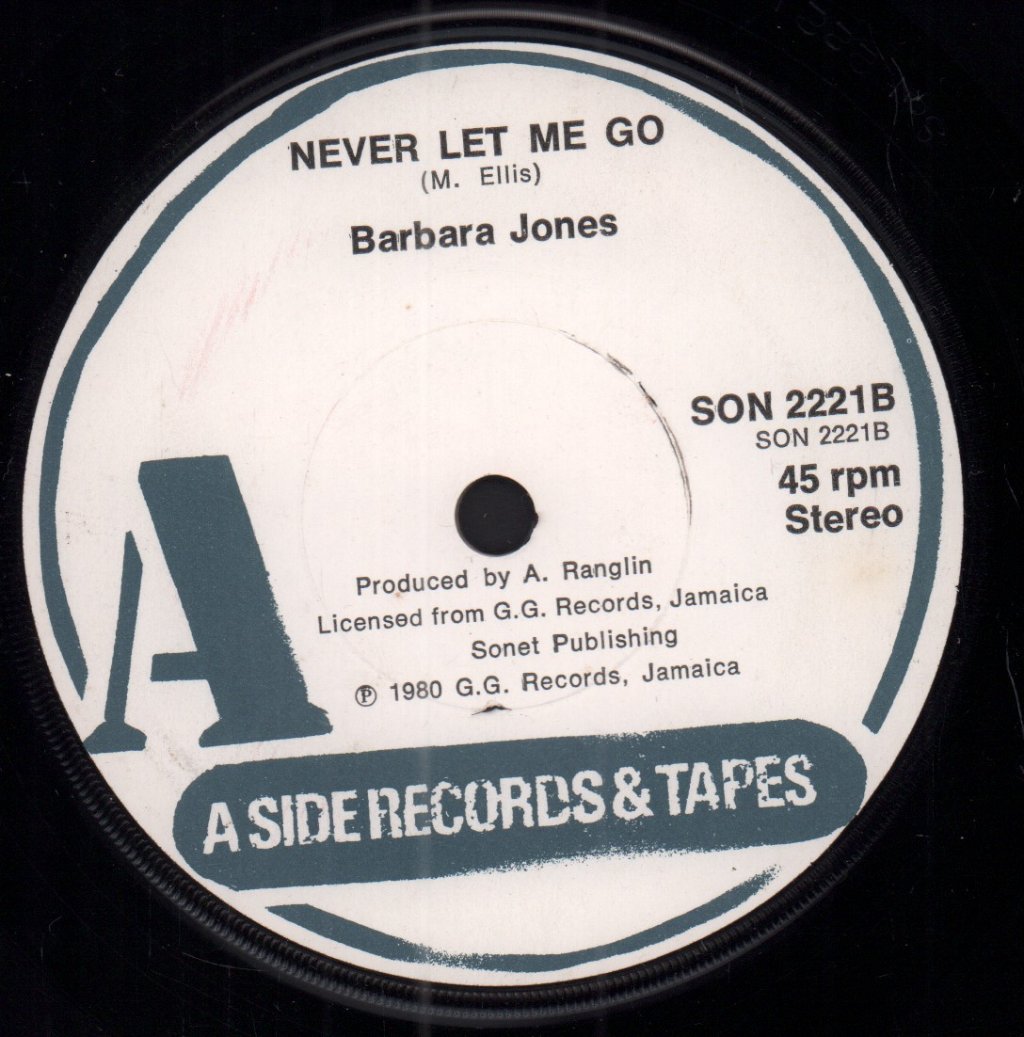 NEVER LET ME GO
(M. Ellis)
Barbara Jones
SON 2221B
SON 2221B
45 rpm
Stereo
Produced by A. Ranglin
Licensed from G.G. Records, Jamaica
Sonet Publishing
℗ 1980 G.G. Records, Jamaica
A
A SIDE RECORDS & TAPES